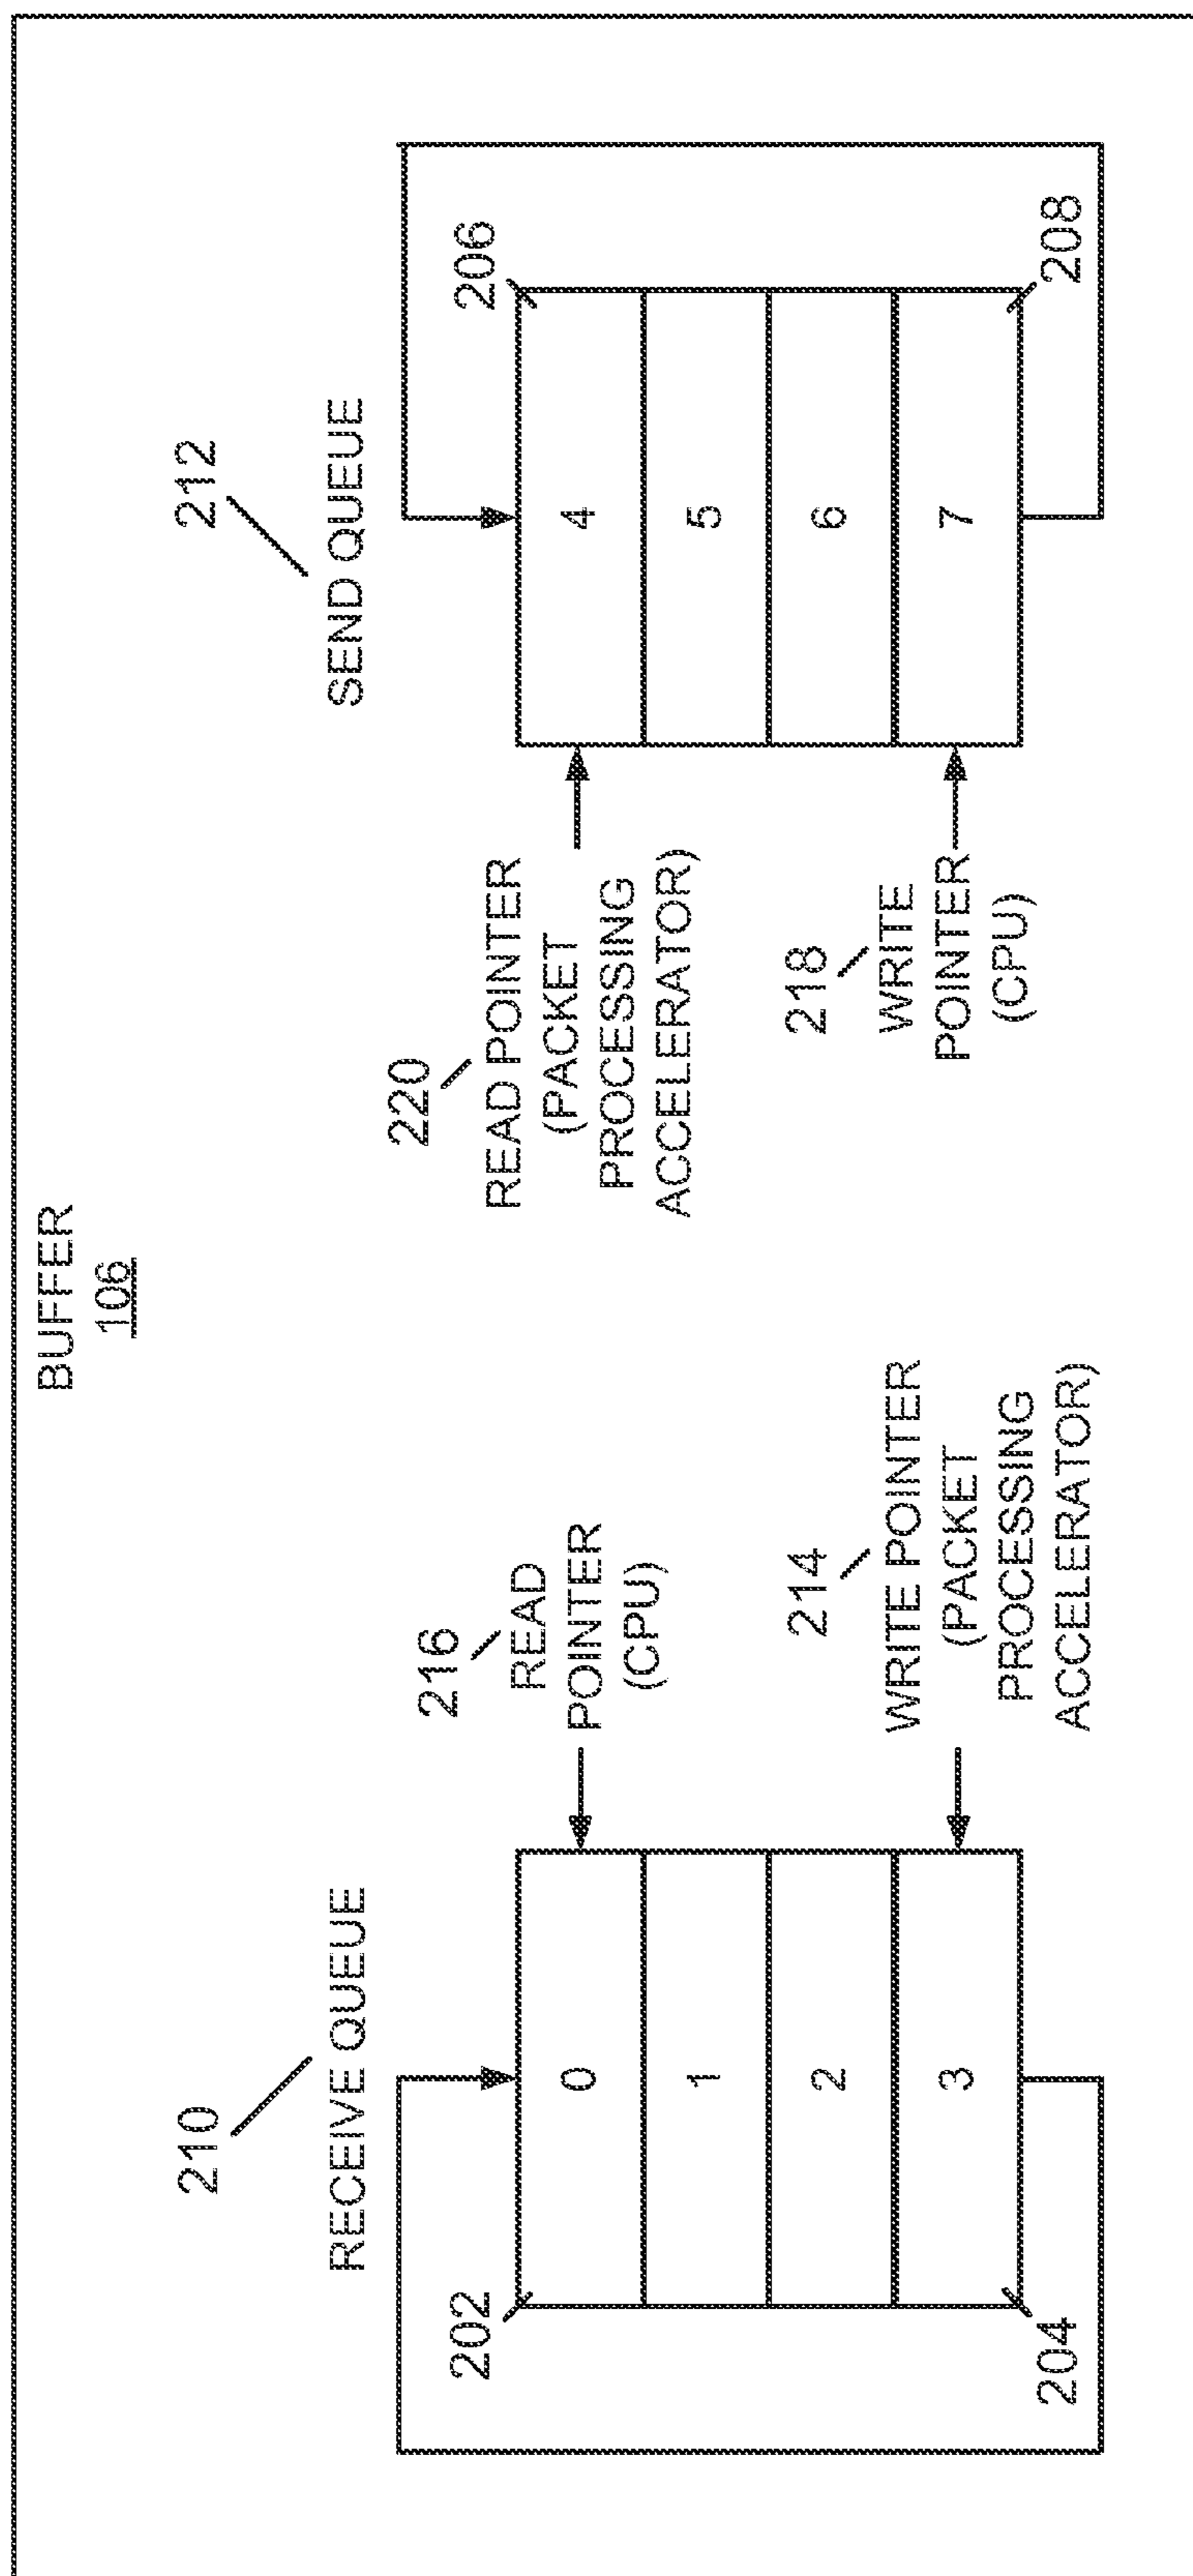 BUFFER
106
210
RECEIVE QUEUE
202
0
1
2
3
204
216
READ
POINTER
(CPU)
214
WRITE POINTER
(PACKET
PROCESSING
ACCELERATOR)
212
SEND QUEUE
206
4
5
6
7
208
220
READ POINTER
(PACKET
PROCESSING
ACCELERATOR)
218
WRITE
POINTER
(CPU)